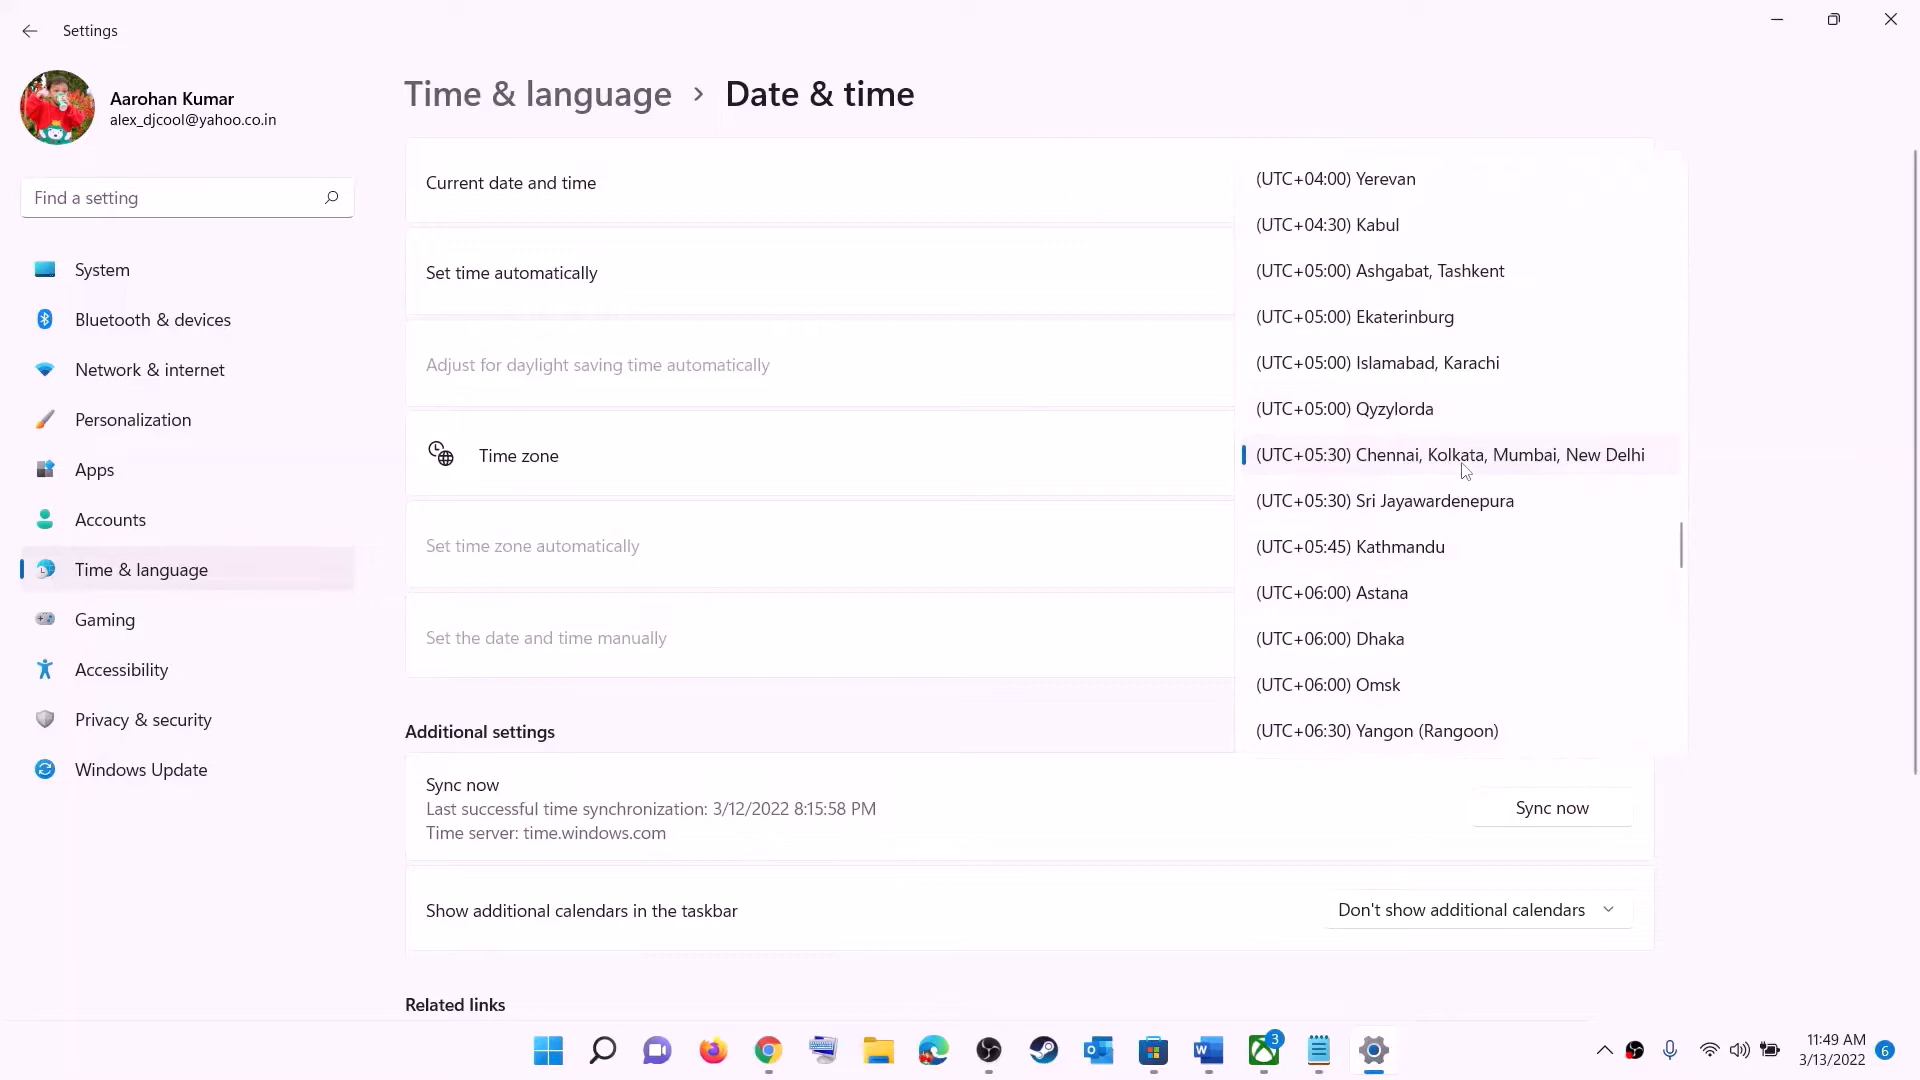 Settings
Aarohan Kumar
alex_djcool@yahoo.co.in
Find a setting
System
Bluetooth & devices
Network & internet
Personalization
Apps
Accounts
Time & language
Gaming
Accessibility
Privacy & security
Windows Update
Time & language > Date & time
Current date and time
Set time automatically
Adjust for daylight saving time automatically
Time zone
Set time zone automatically
Set the date and time manually
(UTC+04:00) Yerevan
(UTC+04:30) Kabul
(UTC+05:00) Ashgabat, Tashkent
(UTC+05:00) Ekaterinburg
(UTC+05:00) Islamabad, Karachi
(UTC+05:00) Qyzylorda
(UTC+05:30) Chennai, Kolkata, Mumbai, New Delhi
(UTC+05:30) Sri Jayawardenepura
(UTC+05:45) Kathmandu
(UTC+06:00) Astana
(UTC+06:00) Dhaka
(UTC+06:00) Omsk
(UTC+06:30) Yangon (Rangoon)
Additional settings
Sync now
Last successful time synchronization: 3/12/2022 8:15:58 PM
Time server: time.windows.com
Sync now
Show additional calendars in the taskbar
Don't show additional calendars
Related links
3
11:49 AM
3/13/2022
6